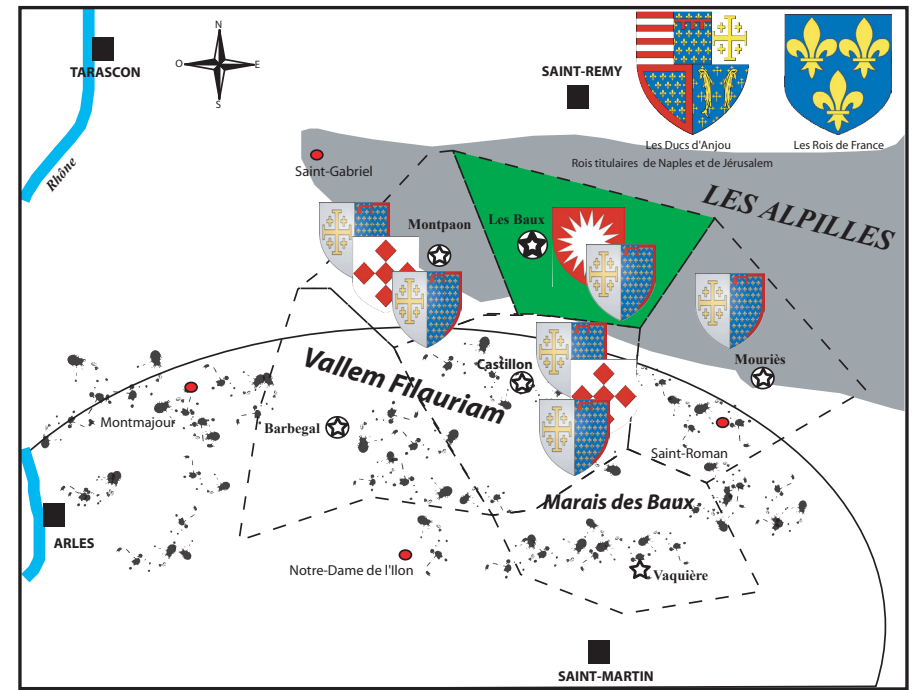 N
TARASCON
O
E
S
SAINT-REMY
Les Ducs d'Anjou
Les Rois de France
Rois titulaires de Naples et de Jérusalem
Rhône
Saint-Gabriel
LES ALPILLES
Montpaon
Les Baux
Vallem Filauriam
Castillon
Mouriès
Montmajour
Barbegal
Saint-Roman
Marais des Baux
ARLES
Notre-Dame de l'Ilon
Vaquière
SAINT-MARTIN